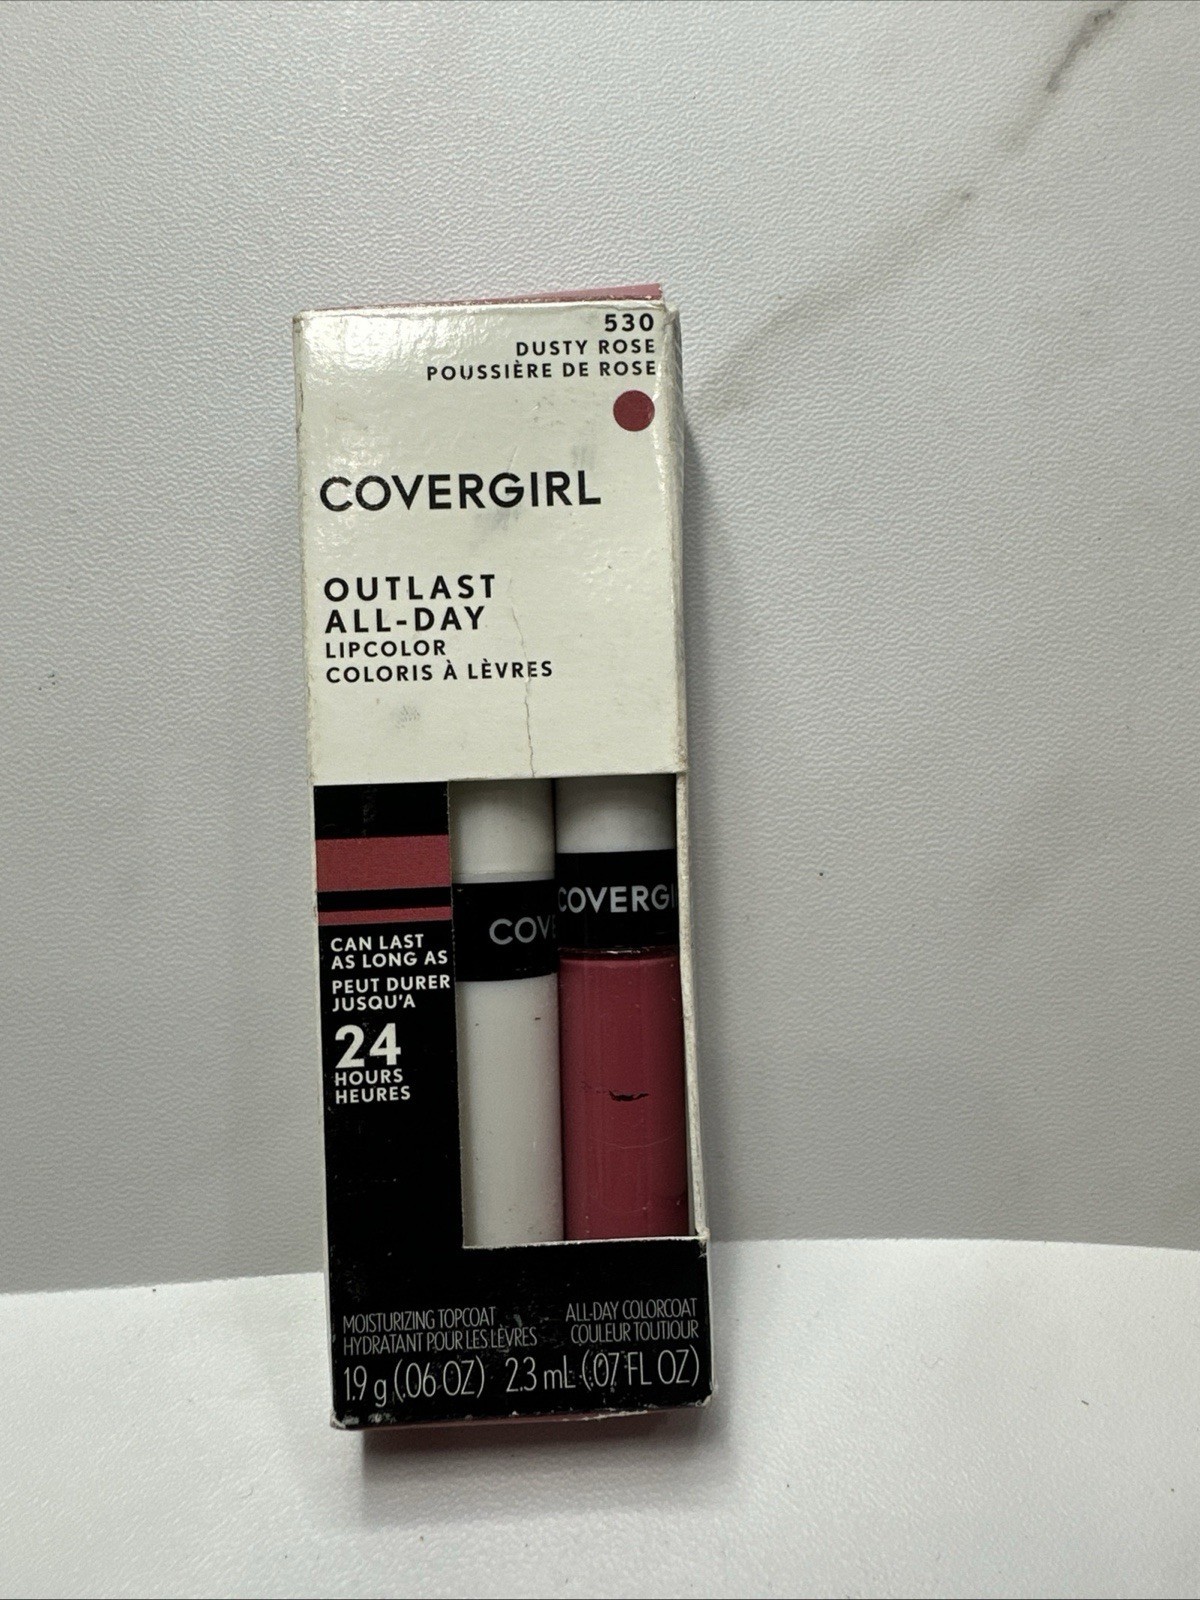 530
DUSTY ROSE
POUSSIÈRE DE ROSE
COVERGIRL
OUTLAST
ALL-DAY
LIPCOLOR
COLORIS À LÈVRES
COVE
COVERGI
CAN LAST
AS LONG AS
PEUT DURER
JUSQU'A
24
HOURS
HEURES
MOISTURIZING TOPCOAT
HYDRATANT POUR LES LÈVRES
1.9 g (.06 OZ)
ALL-DAY COLORCOAT
COULEUR TOUTJOUR
2.3 mL (.07 FL OZ)